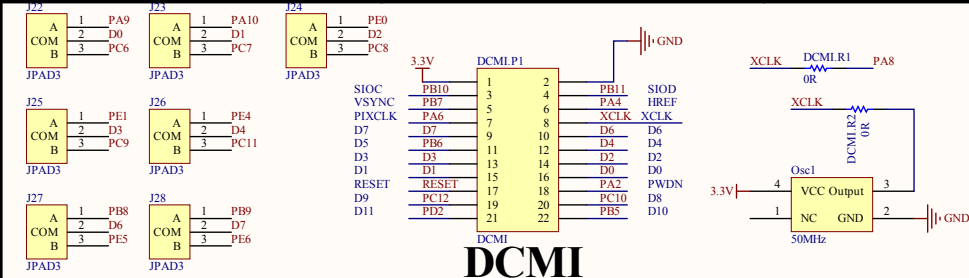 J22
A 1 PA9
COM 2 D0
B 3 PC6
JPAD3
J23
A 1 PA10
COM 2 D1
B 3 PC7
JPAD3
J24
A 1 PE0
COM 2 D2
B 3 PC8
JPAD3
J25
A 1 PE1
COM 2 D3
B 3 PC9
JPAD3
J26
A 1 PE4
COM 2 D4
B 3 PC11
JPAD3
J27
A 1 PB8
COM 2 D6
B 3 PE5
JPAD3
J28
A 1 PB9
COM 2 D7
B 3 PE6
JPAD3
GND
3.3V
DCMI.P1
1 2
SIOC PB10 3 4 PB11 SIOD
VSYNC PB7 5 6 PA4 HREF
PIXCLK PA6 7 8 XCLK XCLK
D7 D7 9 10 D6 D6
D5 PB6 11 12 D4 D4
D3 D3 13 14 D2 D2
D1 D1 15 16 D0 D0
RESET RESET 17 18 PA2 PWDN
D9 PC12 19 20 PC10 D8
D11 PD2 21 22 PB5 D10
DCMI
DCMI
XCLK DCMI.R1 PA8
0R
XCLK
DCMI.R2
0R
Osc1
3.3V 4 VCC Output 3
1 NC GND 2 GND
50MHz